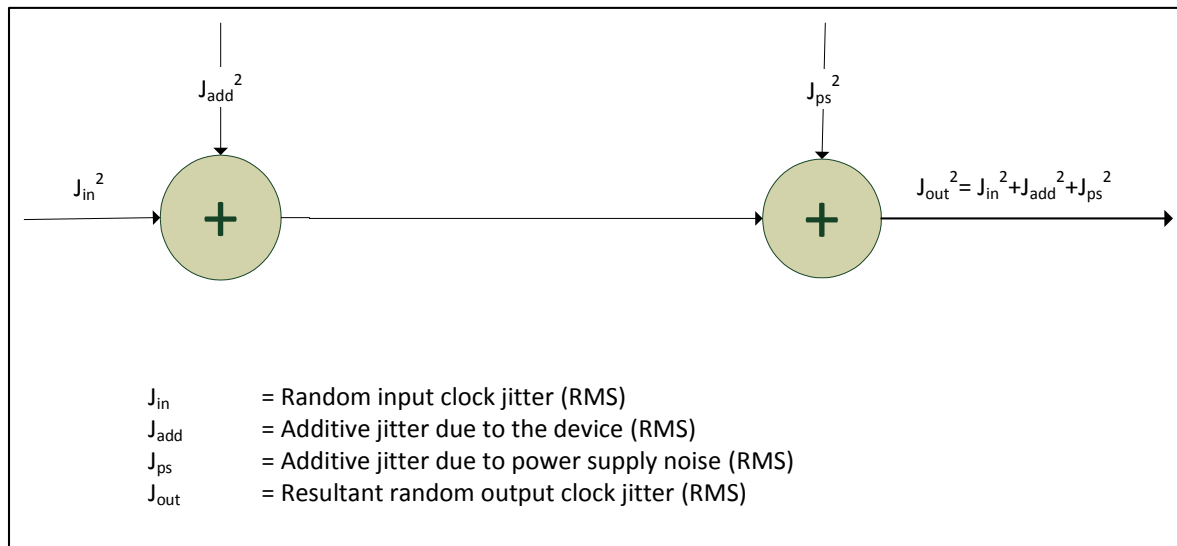 J_add^2
J_ps^2
J_in^2
J_out^2= J_in^2+J_add^2+J_ps^2
+
+
J_in = Random input clock jitter (RMS)
J_add = Additive jitter due to the device (RMS)
J_ps = Additive jitter due to power supply noise (RMS)
J_out = Resultant random output clock jitter (RMS)